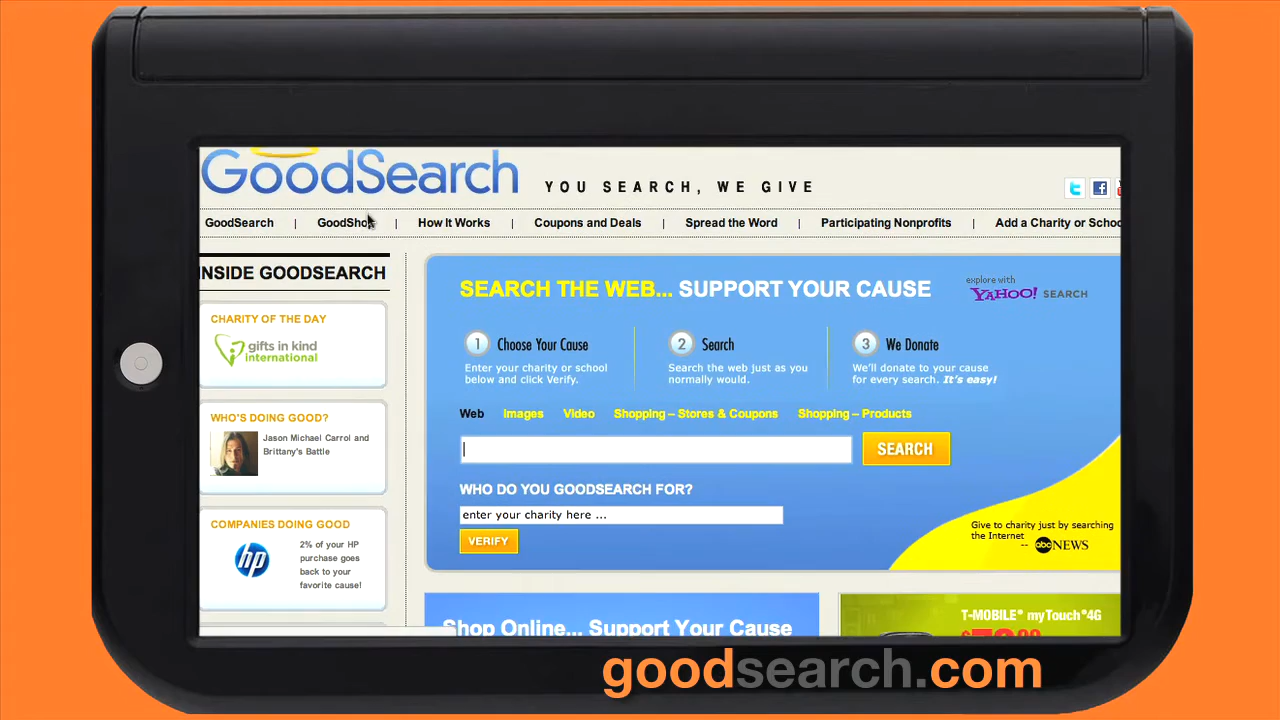 GoodSearch
YOU SEARCH, WE GIVE
GoodSearch | GoodShop | How It Works | Coupons and Deals | Spread the Word | Participating Nonprofits | Add a Charity or Schoo
INSIDE GOODSEARCH
CHARITY OF THE DAY
gifts in kind
international
WHO'S DOING GOOD?
Jason Michael Carrol and
Brittany's Battle
COMPANIES DOING GOOD
hp
2% of your HP
purchase goes
back to your
favorite cause!
SEARCH THE WEB... SUPPORT YOUR CAUSE
explore with
YAHOO! SEARCH
1 Choose Your Cause
Enter your charity or school
below and click Verify.
2 Search
Search the web just as you
normally would.
3 We Donate
We'll donate to your cause
for every search. It's easy!
Web Images Video Shopping – Stores & Coupons Shopping – Products
SEARCH
WHO DO YOU GOODSEARCH FOR?
enter your charity here ...
VERIFY
Give to charity just by searching
the Internet
-- abc NEWS
Shop Online... Support Your Cause
T-MOBILE® myTouch®4G
goodsearch.com